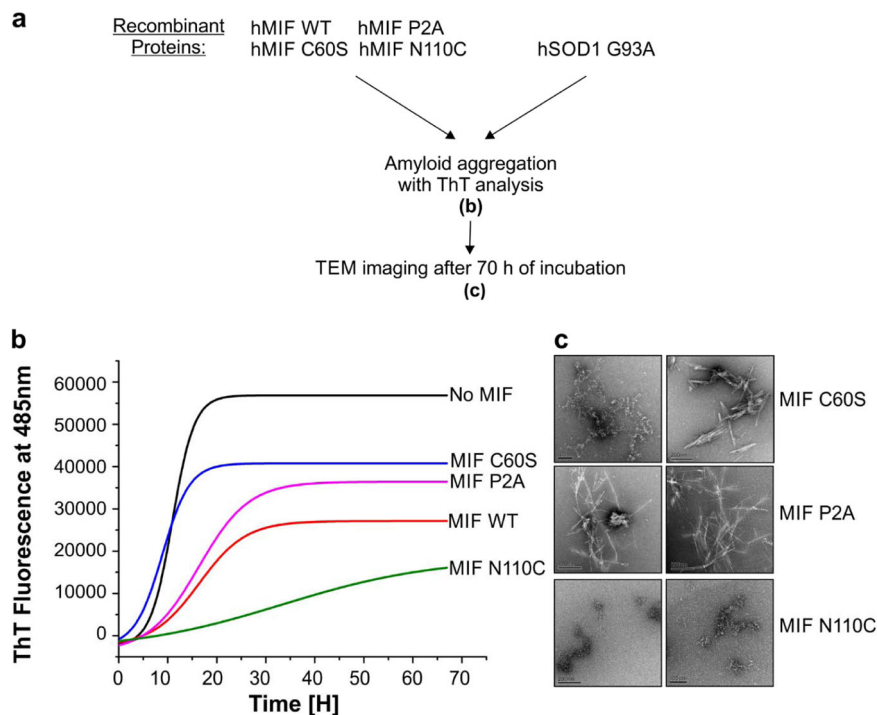 a
Recombinant Proteins:
hMIF WT hMIF P2A
hMIF C60S hMIF N110C
hSOD1 G93A
Amyloid aggregation
with ThT analysis
(b)
TEM imaging after 70 h of incubation
(c)
b
ThT Fluorescence at 485nm
60000
50000
40000
30000
20000
10000
0
No MIF
MIF C60S
MIF P2A
MIF WT
MIF N110C
0 10 20 30 40 50 60 70
Time [H]
c
MIF C60S
MIF P2A
MIF N110C